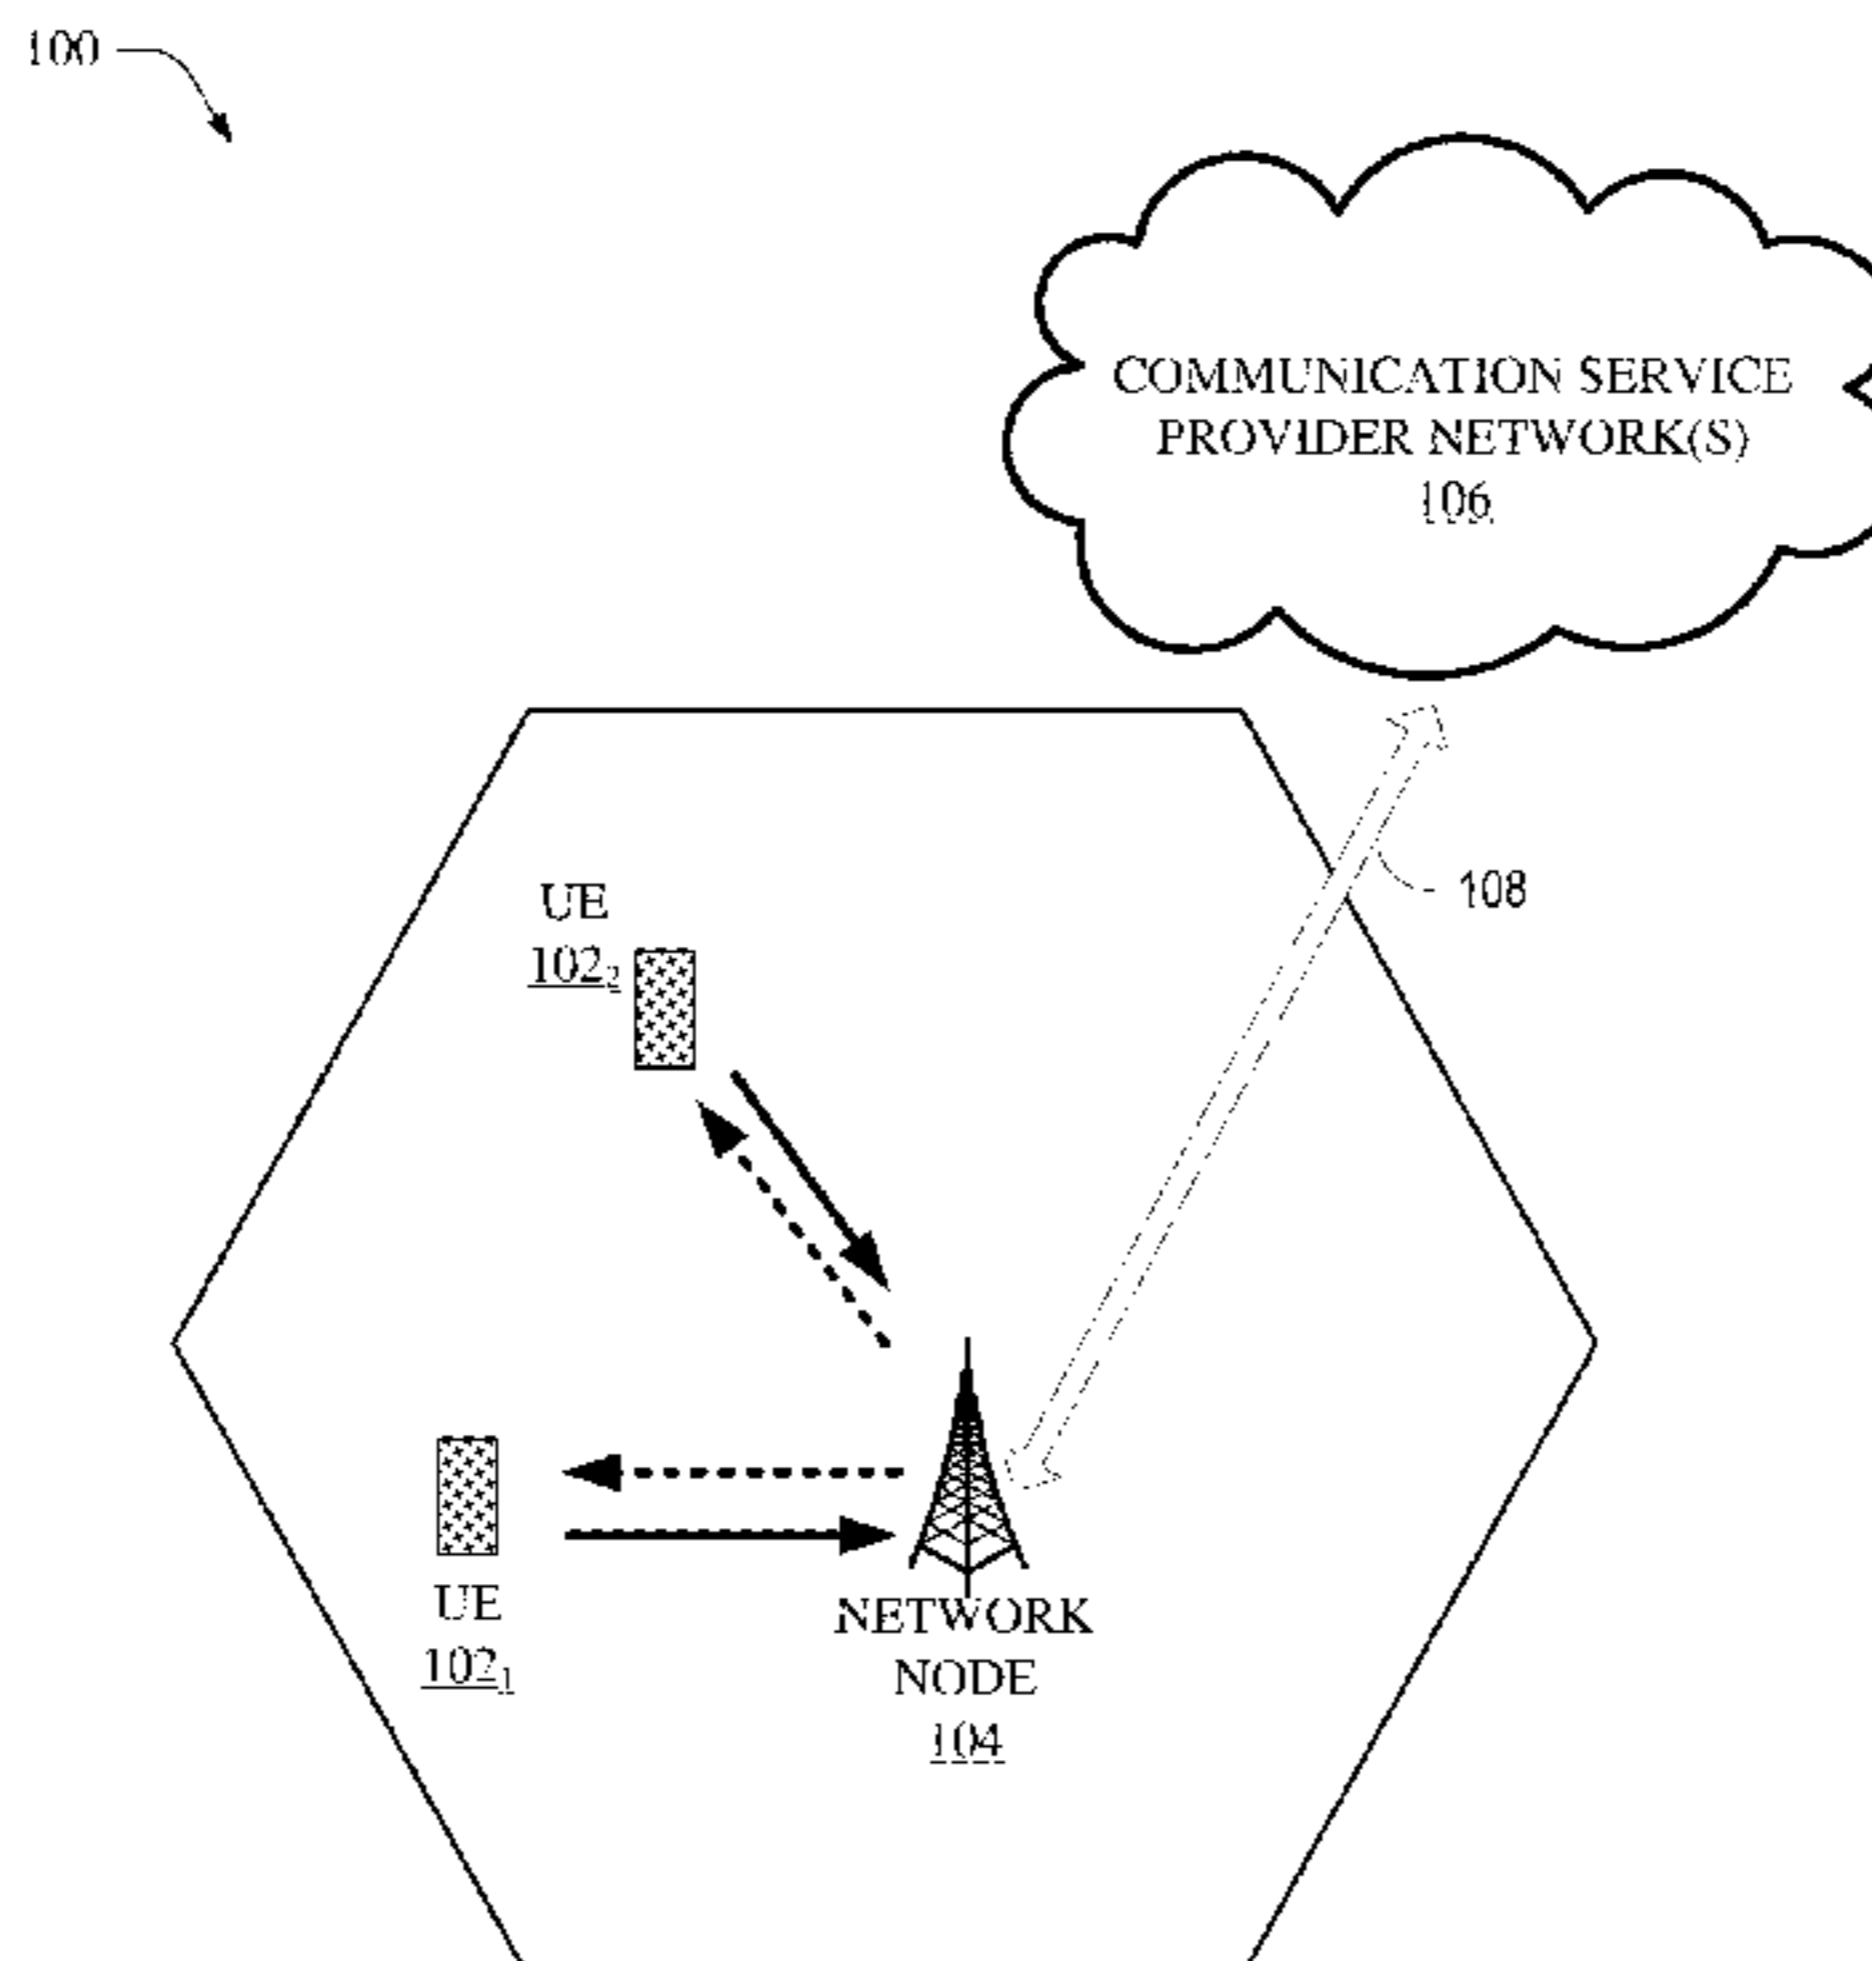 100
COMMUNICATION SERVICE
PROVIDER NETWORK(S)
106
108
UE
102₂
UE
102₁
NETWORK
NODE
104